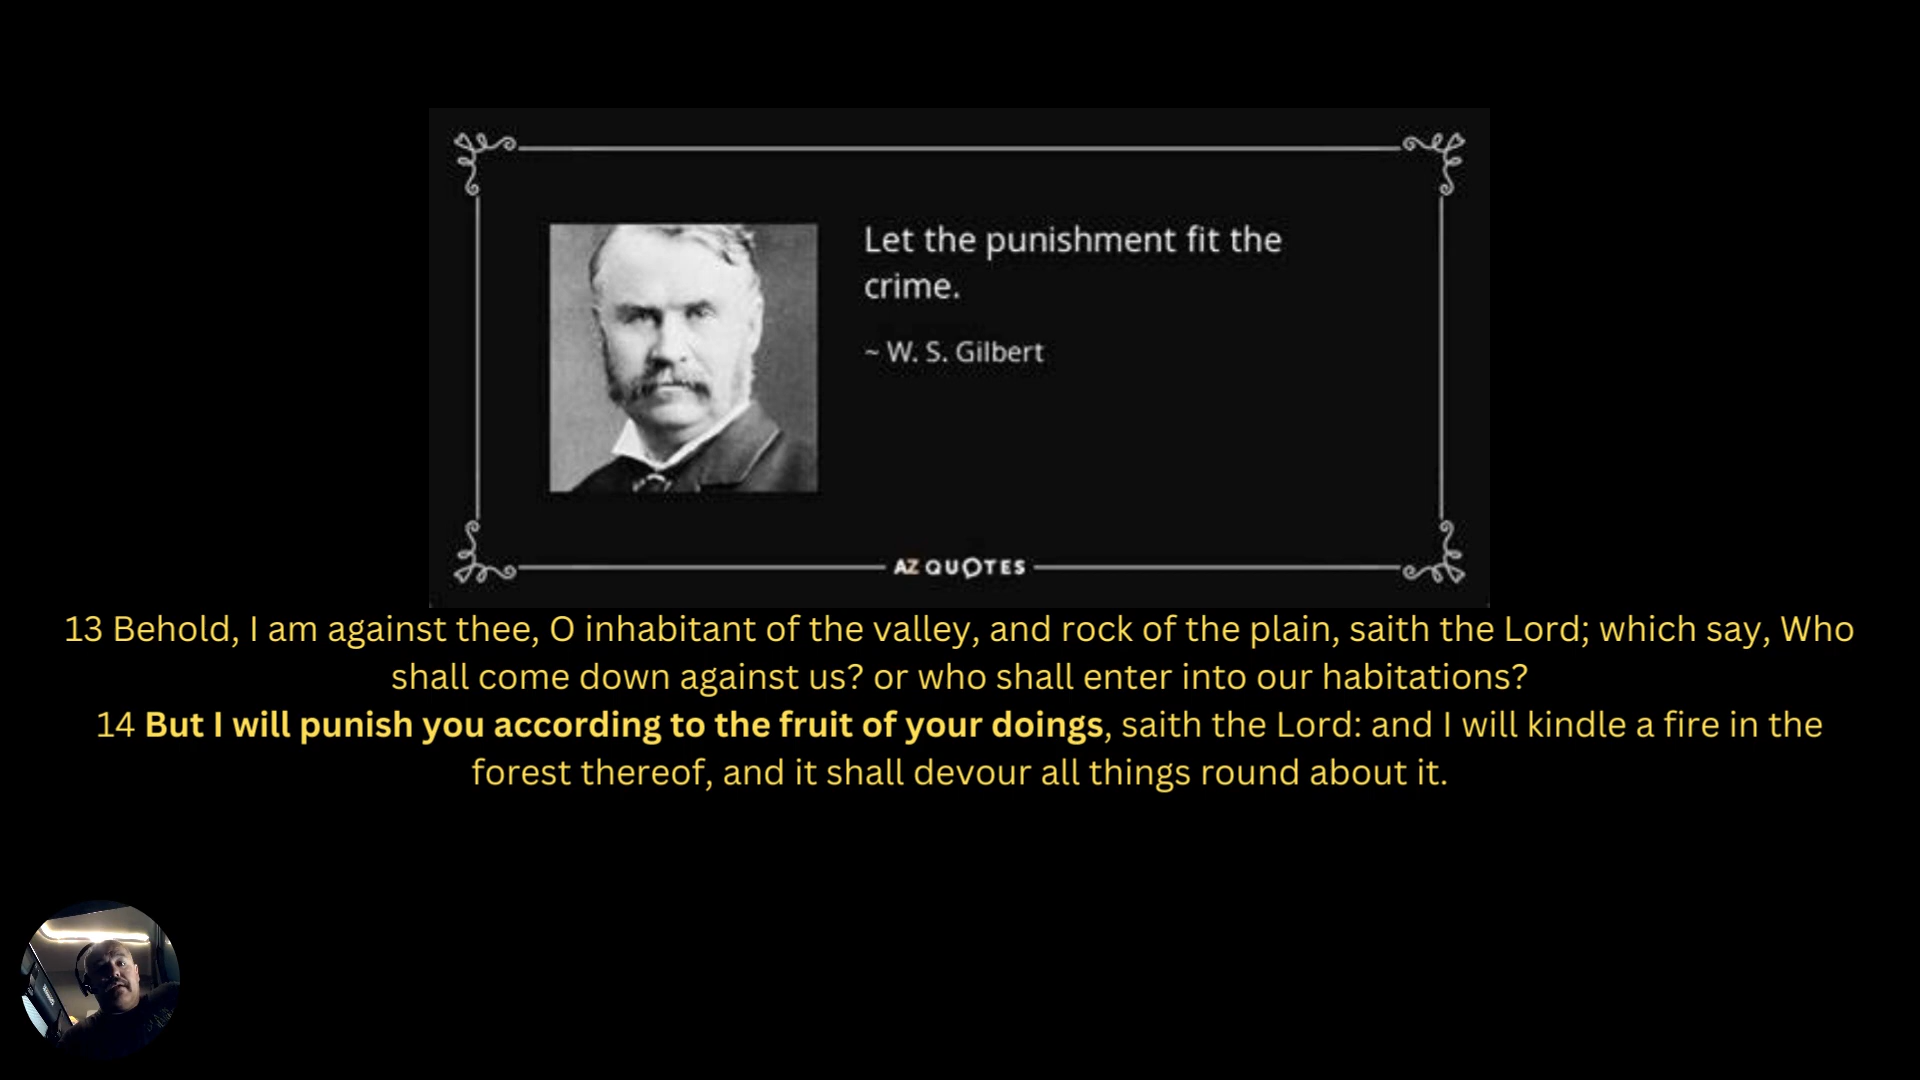 Let the punishment fit the
crime.
~ W. S. Gilbert
AZ QUOTES
13 Behold, I am against thee, O inhabitant of the valley, and rock of the plain, saith the Lord; which say, Who
shall come down against us? or who shall enter into our habitations?
14 But I will punish you according to the fruit of your doings, saith the Lord: and I will kindle a fire in the
forest thereof, and it shall devour all things round about it.